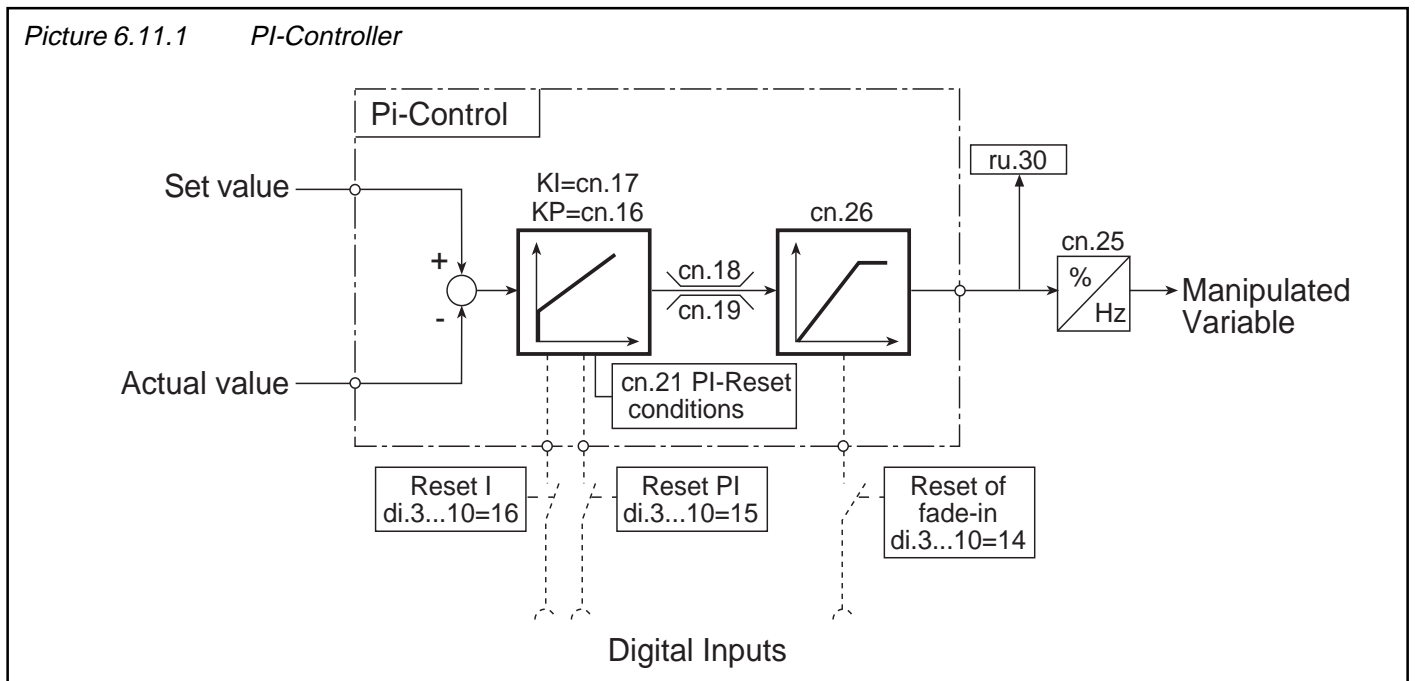 Picture 6.11.1 PI-Controller
Pi-Control
ru.30
Set value
KI=cn.17
KP=cn.16
cn.26
cn.25
+
cn.18
%
-
cn.19
Hz
Manipulated
Variable
Actual value
cn.21 PI-Reset
conditions
Reset I
di.3...10=16
Reset PI
di.3...10=15
Reset of
fade-in
di.3...10=14
Digital Inputs